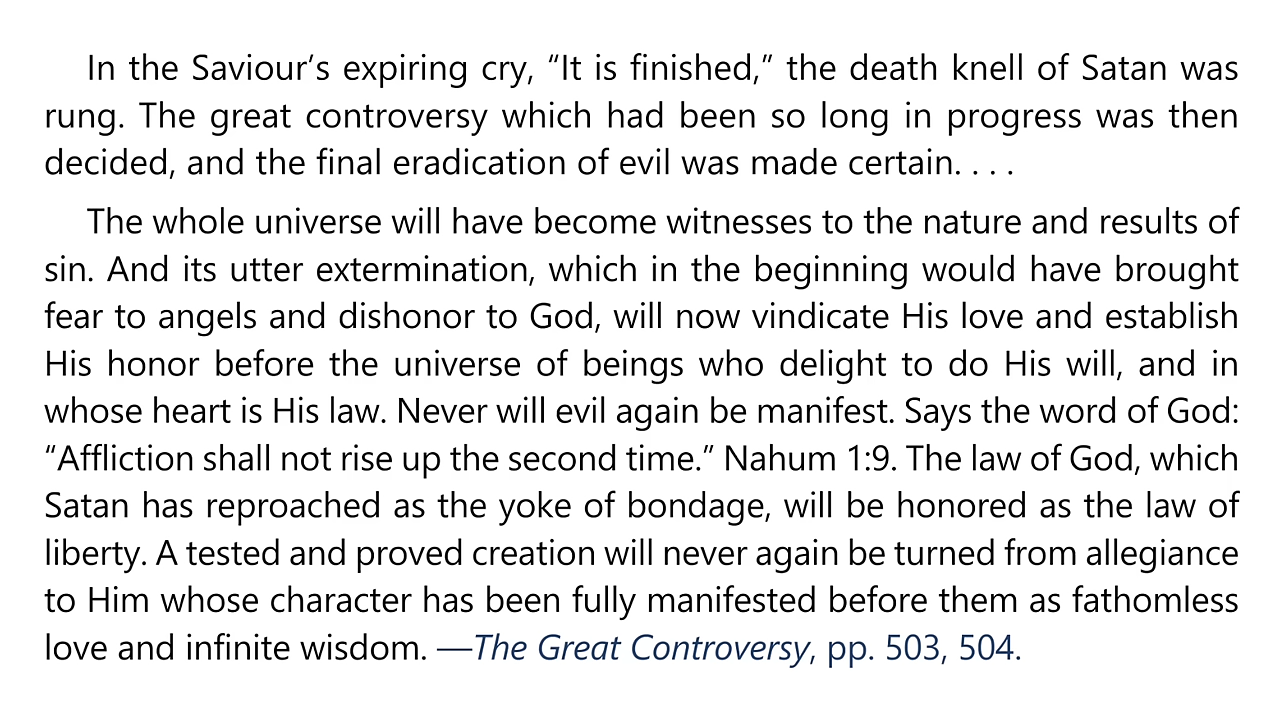 In the Saviour’s expiring cry, “It is finished,” the death knell of Satan was
rung. The great controversy which had been so long in progress was then
decided, and the final eradication of evil was made certain. . . .
The whole universe will have become witnesses to the nature and results of
sin. And its utter extermination, which in the beginning would have brought
fear to angels and dishonor to God, will now vindicate His love and establish
His honor before the universe of beings who delight to do His will, and in
whose heart is His law. Never will evil again be manifest. Says the word of God:
“Affliction shall not rise up the second time.” Nahum 1:9. The law of God, which
Satan has reproached as the yoke of bondage, will be honored as the law of
liberty. A tested and proved creation will never again be turned from allegiance
to Him whose character has been fully manifested before them as fathomless
love and infinite wisdom. —The Great Controversy, pp. 503, 504.